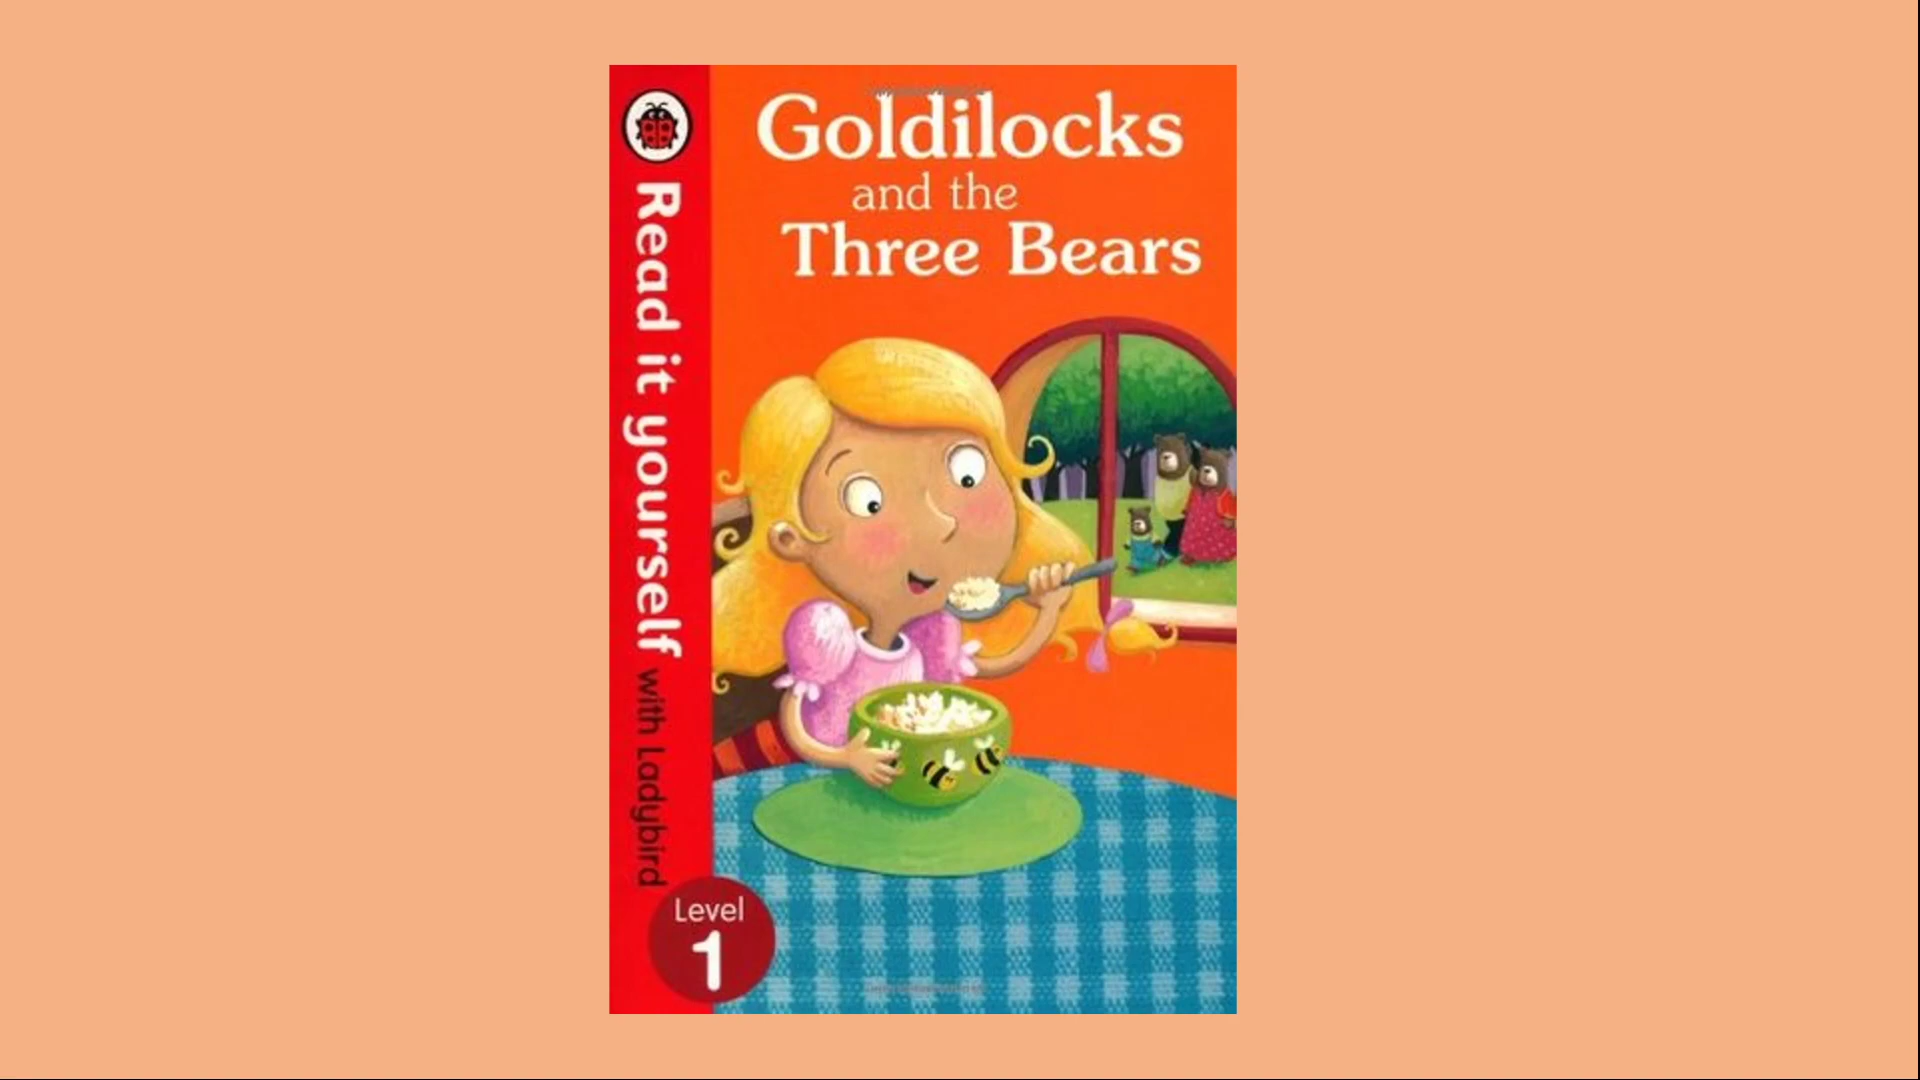 Read it yourself with Ladybird
Goldilocks
and the
Three Bears
Level
1